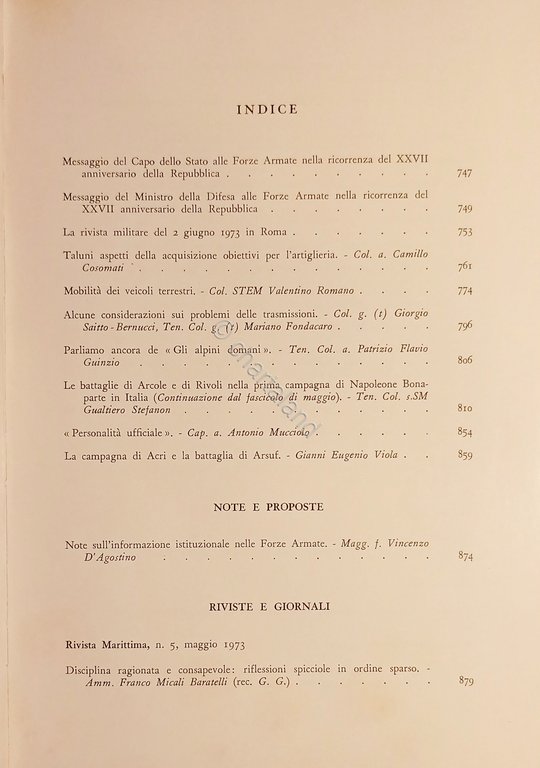 INDICE
Messaggio del Capo dello Stato alle Forze Armate nella ricorrenza del XXVII
anniversario della Repubblica . . . . . . . . . 747
Messaggio del Ministro della Difesa alle Forze Armate nella ricorrenza del
XXVII anniversario della Repubblica . . . . . . . 749
La rivista militare del 2 giugno 1973 in Roma . . . . . . . 753
Taluni aspetti della acquisizione obiettivi per l'artiglieria. - Col. a. Camillo
Cosomati . . . . . . . . . . . . . . 761
Mobilità dei veicoli terrestri. - Col. STEM Valentino Romano . . . . 774
Alcune considerazioni sui problemi delle trasmissioni. - Col. g. (t) Giorgio
Saitto-Bernucci, Ten. Col. g. (t) Mariano Fondacaro . . . . . 796
Parliamo ancora de « Gli alpini domani ». - Ten. Col. a. Patrizio Flavio
Guinzio . . . . . . . . . . . . . . 806
Le battaglie di Arcole e di Rivoli nella prima campagna di Napoleone Bona-
parte in Italia (Continuazione dal fascicolo di maggio). - Ten. Col. s.SM
Gualtiero Stefanon . . . . . . . . . . . . 810
« Personalità ufficiale ». - Cap. a. Antonio Mucciolo . . . . . . 854
La campagna di Acri e la battaglia di Arsuf. - Gianni Eugenio Viola . . 859
NOTE E PROPOSTE
Note sull'informazione istituzionale nelle Forze Armate. - Magg. f. Vincenzo
D'Agostino . . . . . . . . . . . . . 874
RIVISTE E GIORNALI
Rivista Marittima, n. 5, maggio 1973
Disciplina ragionata e consapevole: riflessioni spicciole in ordine sparso. -
Amm. Franco Micali Baratelli (rec. G. G.) . . . . . . . 879